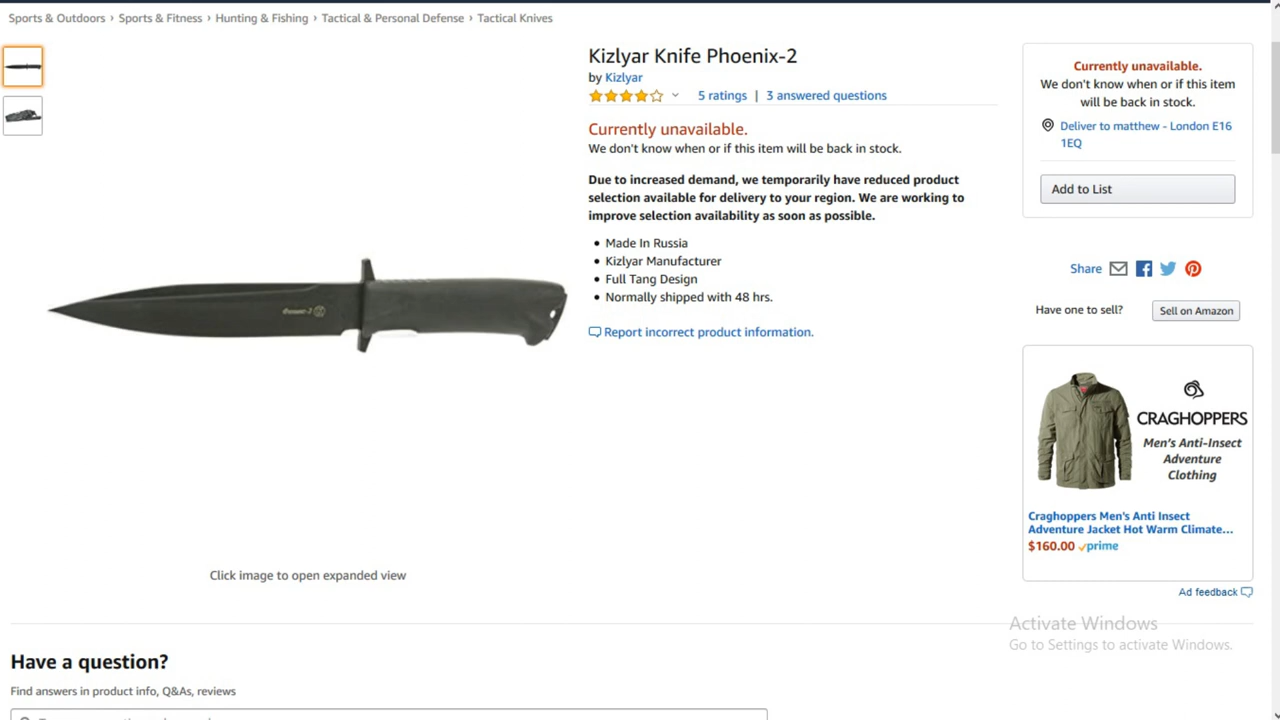 Sports & Outdoors › Sports & Fitness › Hunting & Fishing › Tactical & Personal Defense › Tactical Knives
Kizlyar Knife Phoenix-2
by Kizlyar
5 ratings | 3 answered questions
Currently unavailable.
We don't know when or if this item will be back in stock.
Due to increased demand, we temporarily have reduced product
selection available for delivery to your region. We are working to
improve selection availability as soon as possible.
• Made In Russia
• Kizlyar Manufacturer
• Full Tang Design
• Normally shipped with 48 hrs.
Report incorrect product information.
Click image to open expanded view
Currently unavailable.
We don't know when or if this item
will be back in stock.
Deliver to matthew - London E16
1EQ
Add to List
Share
Have one to sell?
Sell on Amazon
CRAGHOPPERS
Men's Anti-Insect
Adventure
Clothing
Craghoppers Men's Anti Insect
Adventure Jacket Hot Warm Climate...
$160.00 prime
Ad feedback
Activate Windows
Go to Settings to activate Windows.
Have a question?
Find answers in product info, Q&As, reviews